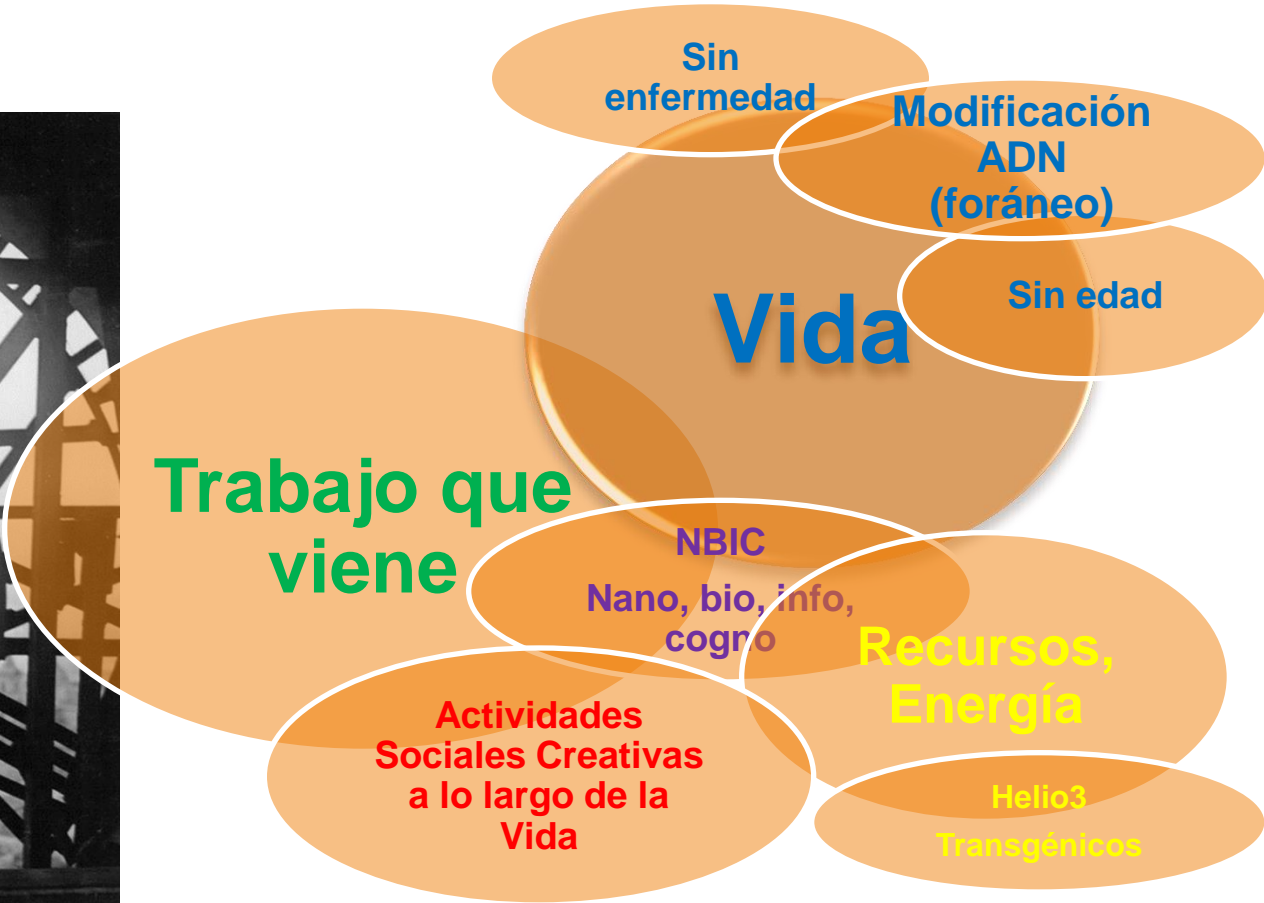 Sin
enfermedad
Modificación
ADN
(foráneo)
Sin edad
Vida
Trabajo que
viene
NBIC
Nano, bio, info,
cogno
Recursos,
Energía
Actividades
Sociales Creativas
a lo largo de la
Vida
Helio3
Transgénicos